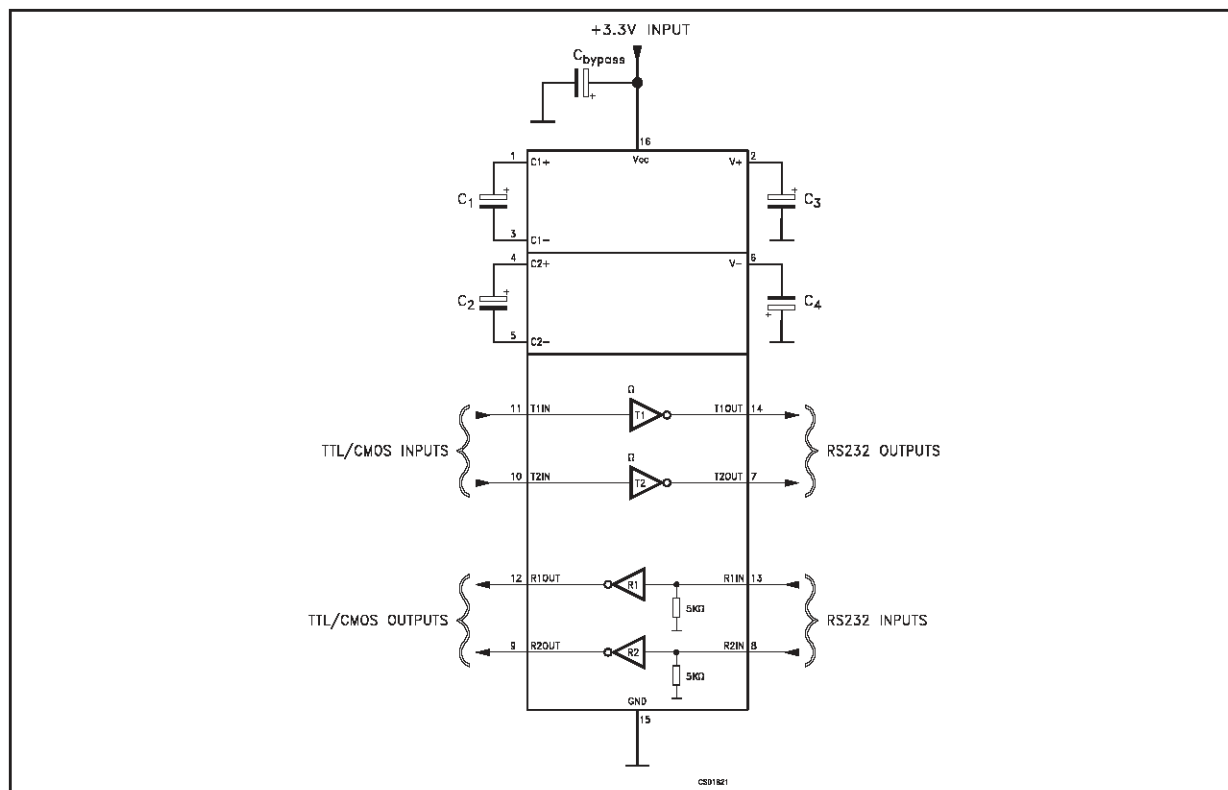 +3.3V INPUT
Cbypass
+
16
Vcc
1
C1+
V+
2
C1
+
+
C3
3
C1-
4
C2+
V-
6
C2
+
+
C4
5
C2-
Ω
11
T1IN
T1
T1OUT
14
TTL/CMOS INPUTS
RS232 OUTPUTS
Ω
10
T2IN
T2
T2OUT
7
12
R1OUT
R1
R1IN
13
5KΩ
TTL/CMOS OUTPUTS
RS232 INPUTS
9
R2OUT
R2
R2IN
8
5KΩ
GND
15
CS01821